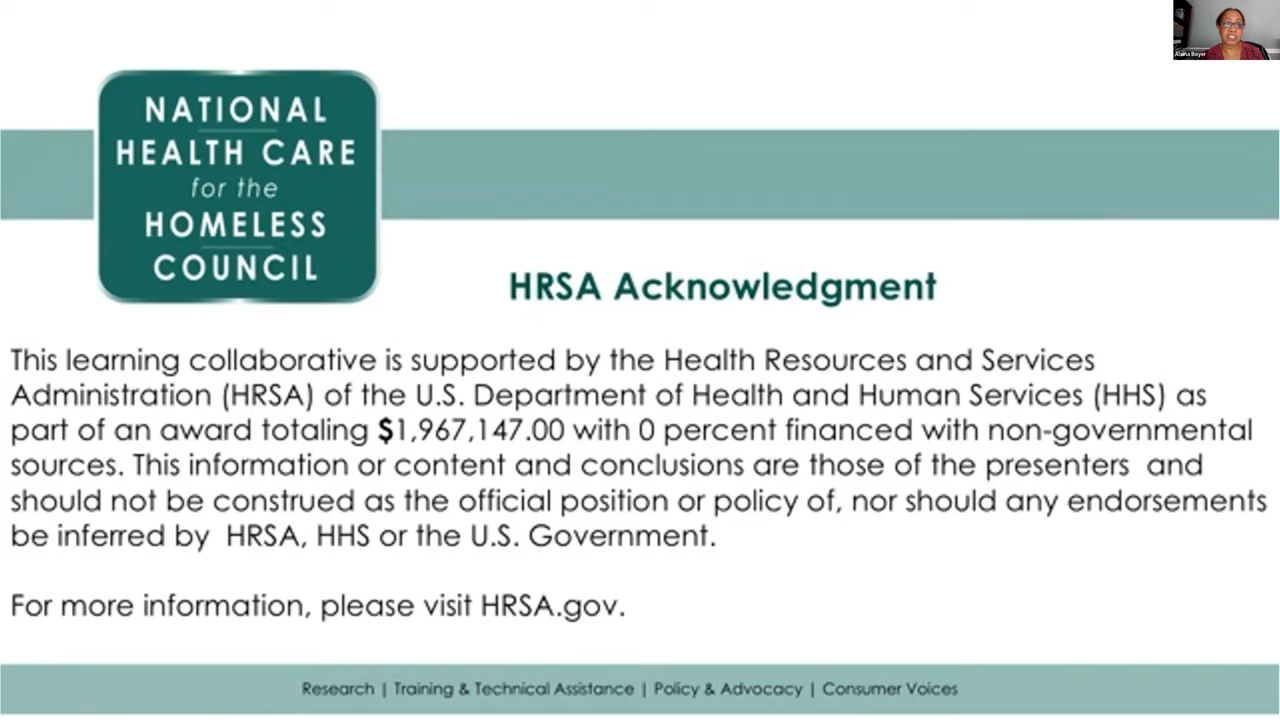 Alaina Boyer
NATIONAL
HEALTH CARE
for the
HOMELESS
COUNCIL
HRSA Acknowledgment
This learning collaborative is supported by the Health Resources and Services
Administration (HRSA) of the U.S. Department of Health and Human Services (HHS) as
part of an award totaling $1,967,147.00 with 0 percent financed with non-governmental
sources. This information or content and conclusions are those of the presenters  and
should not be construed as the official position or policy of, nor should any endorsements
be inferred by  HRSA, HHS or the U.S. Government.
For more information, please visit HRSA.gov.
Research | Training & Technical Assistance | Policy & Advocacy | Consumer Voices